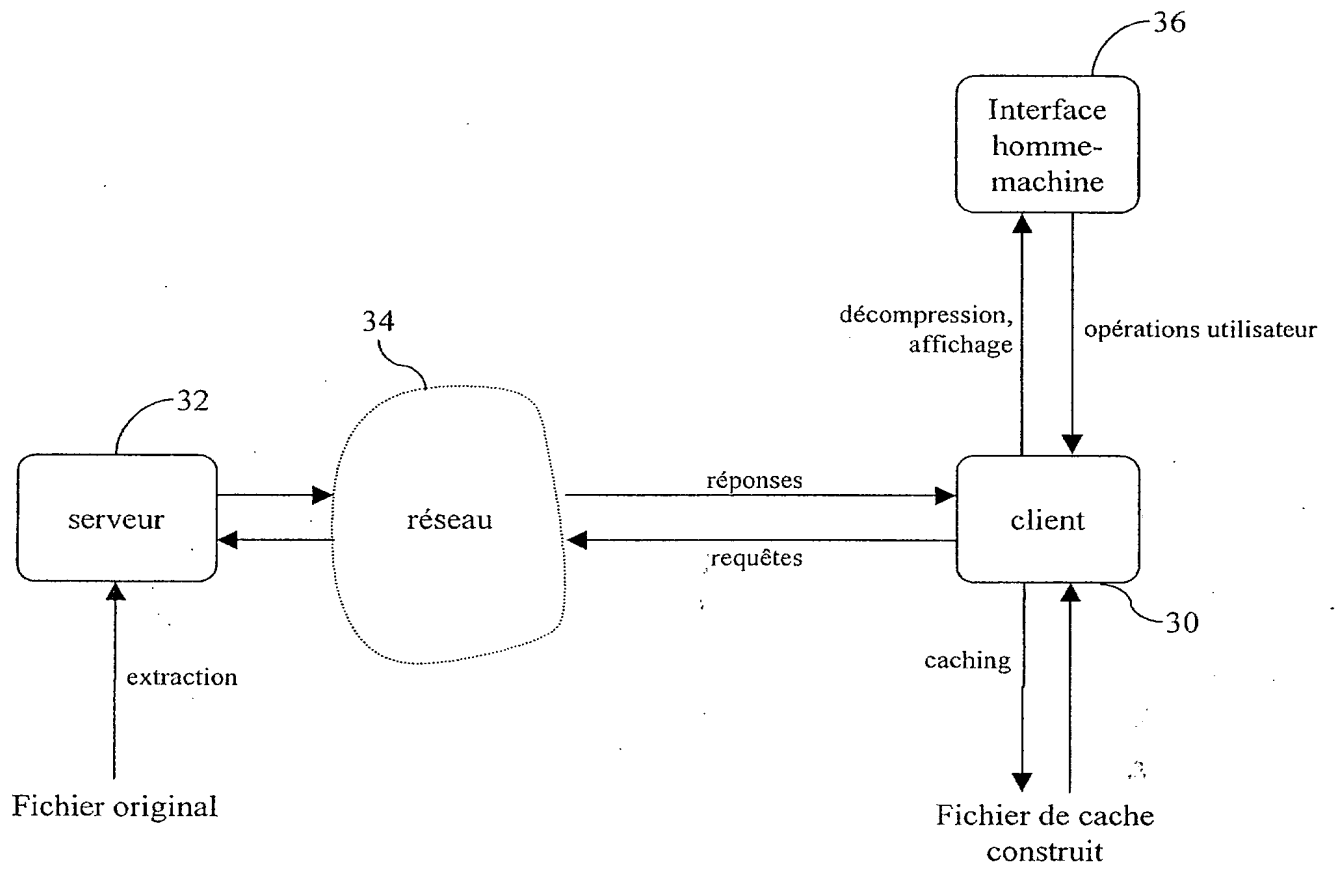 36
Interface
homme-
machine
décompression,
affichage
opérations utilisateur
34
32
serveur
réseau
réponses
requêtes
client
30
extraction
caching
Fichier original
Fichier de cache
construit